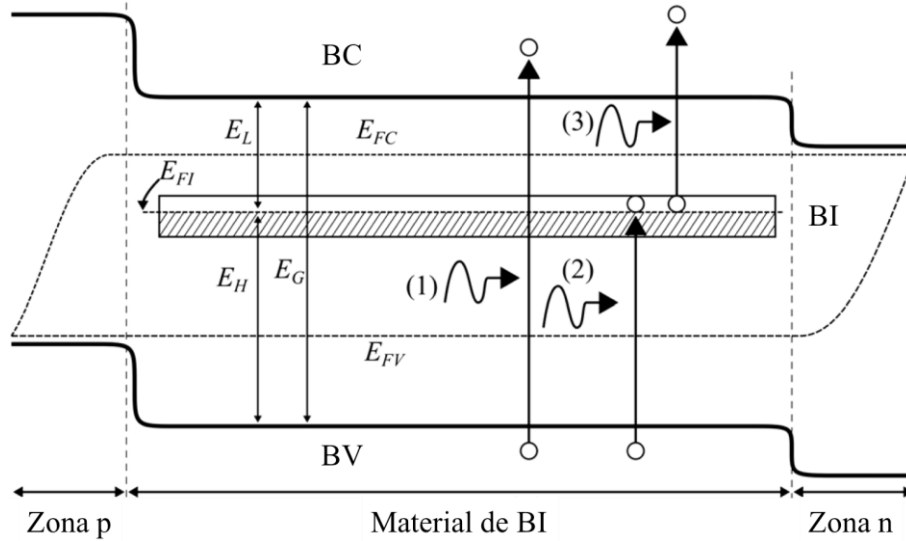 BC
(3)
E_L
E_FC
E_FI
BI
(2)
E_H
E_G
(1)
E_FV
BV
Zona p
Material de BI
Zona n